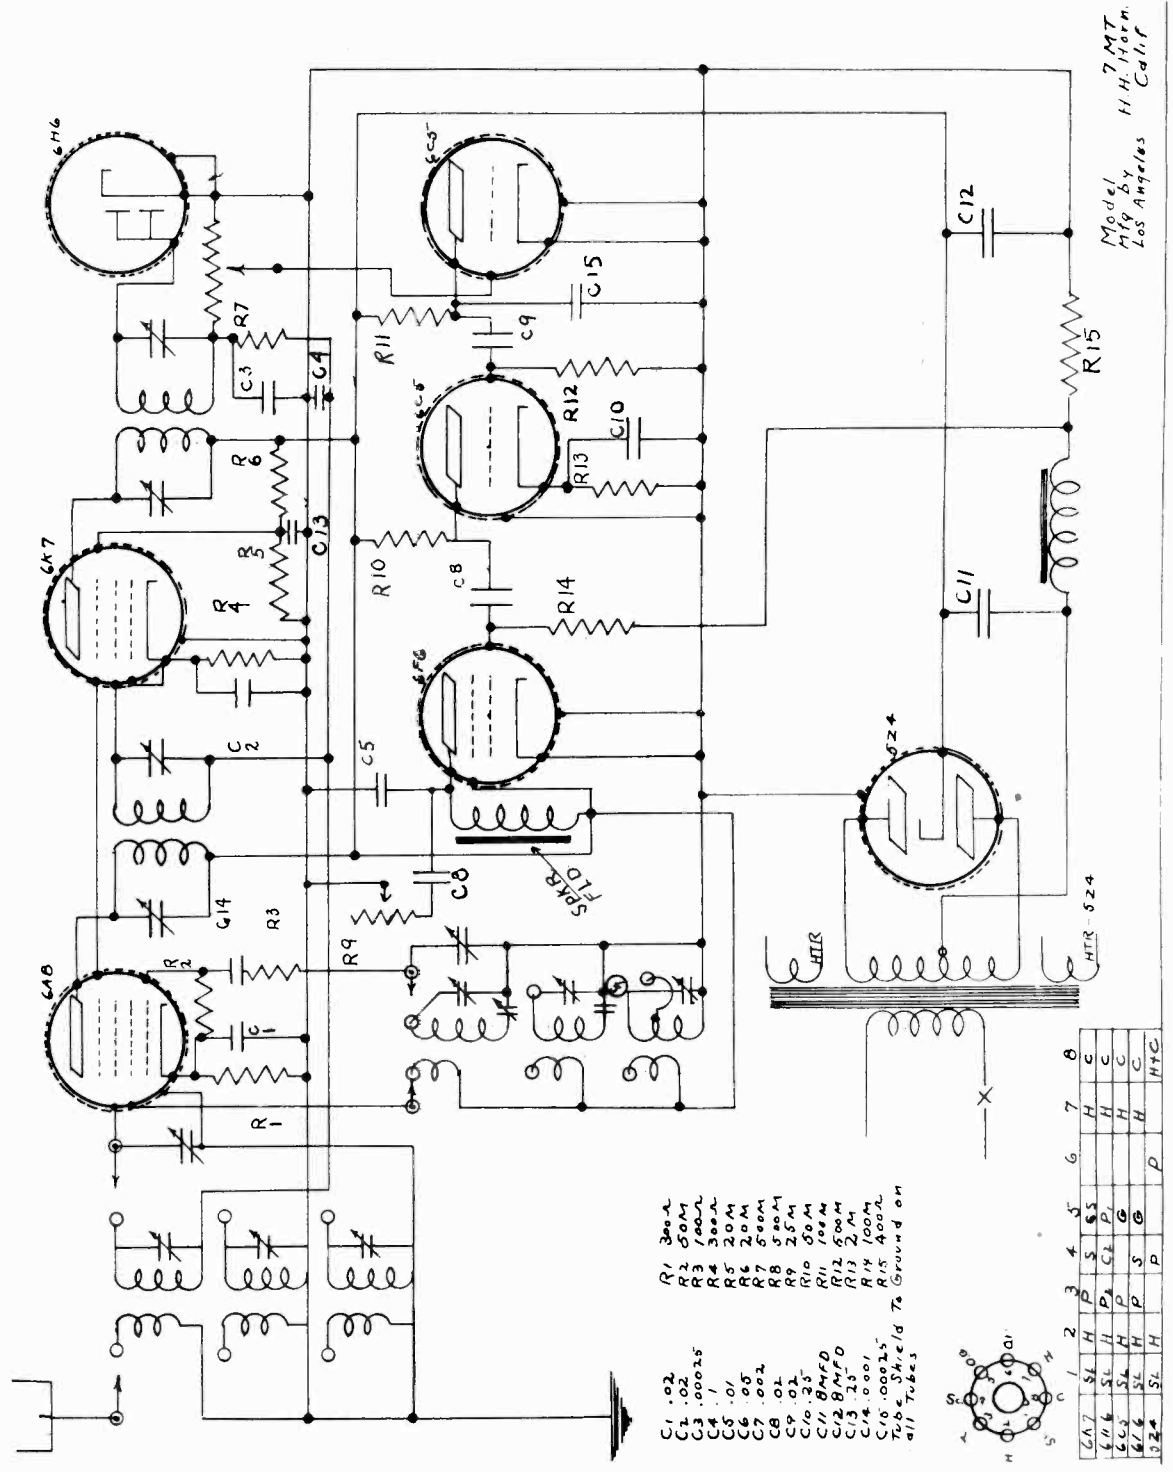 Model 7MT
Mfg by H.H. Horn.
Los Angeles Calif
6H6
6K7
6A8
6C5
6C5
6F6
5Z4
R7
C3
C4
R6
C13
R5
R4
C2
C14
R3
R2
C1
R1
R11
C9
C15
R12
C10
R13
R10
C8
R14
C5
C8
R9
SPKR
FLD
C12
R15
C11
HTR
HTR-5Z4
X
R1 300Ω
R2 50M
R3 100Ω
R4 300Ω
R5 20M
R6 20M
R7 500M
R8 500M
R9 25M
R10 50M
R11 100M
R12 500M
R13 2M
R14 100M
R15 400Ω
C1 .02
C2 .02
C3 .00025
C4 .1
C5 .01
C6 .05
C7 .002
C8 .02
C9 .02
C10 .25
C11 8MFD
C12 8MFD
C13 .25
C14 .0001
C15 .00025
Tube Shield To Ground on
all Tubes
1 2 3 4 5 6 7 8
6K7 SL H P S GS H C
6H6 SL H P2 C2 P1 H C
6C5 SL H P G H C
6F6 SL H P S G H C
5Z4 SL H P P H+C